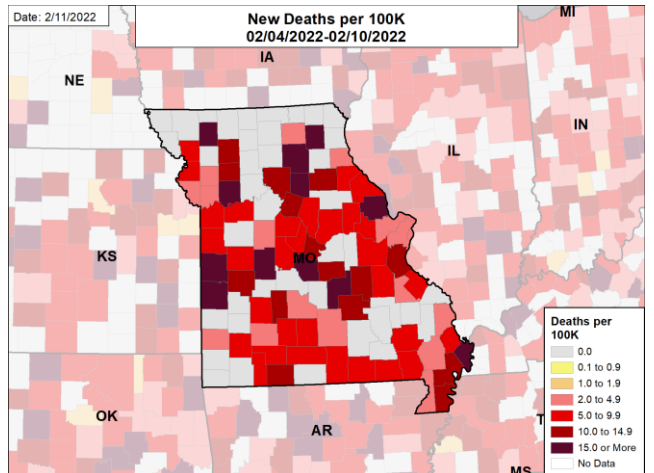 Date: 2/11/2022
New Deaths per 100K
02/04/2022-02/10/2022
MI
IA
NE
IN
IL
KS
MO
OK
AR
MS
T
Deaths per
100K
0.0
0.1 to 0.9
1.0 to 1.9
2.0 to 4.9
5.0 to 9.9
10.0 to 14.9
15.0 or More
No Data